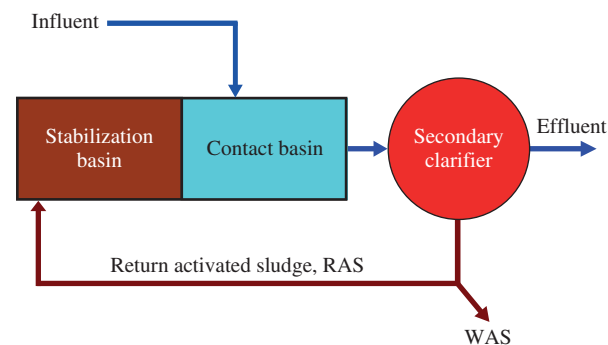 Influent
Stabilization
basin
Contact basin
Secondary
clarifier
Effluent
Return activated sludge, RAS
WAS